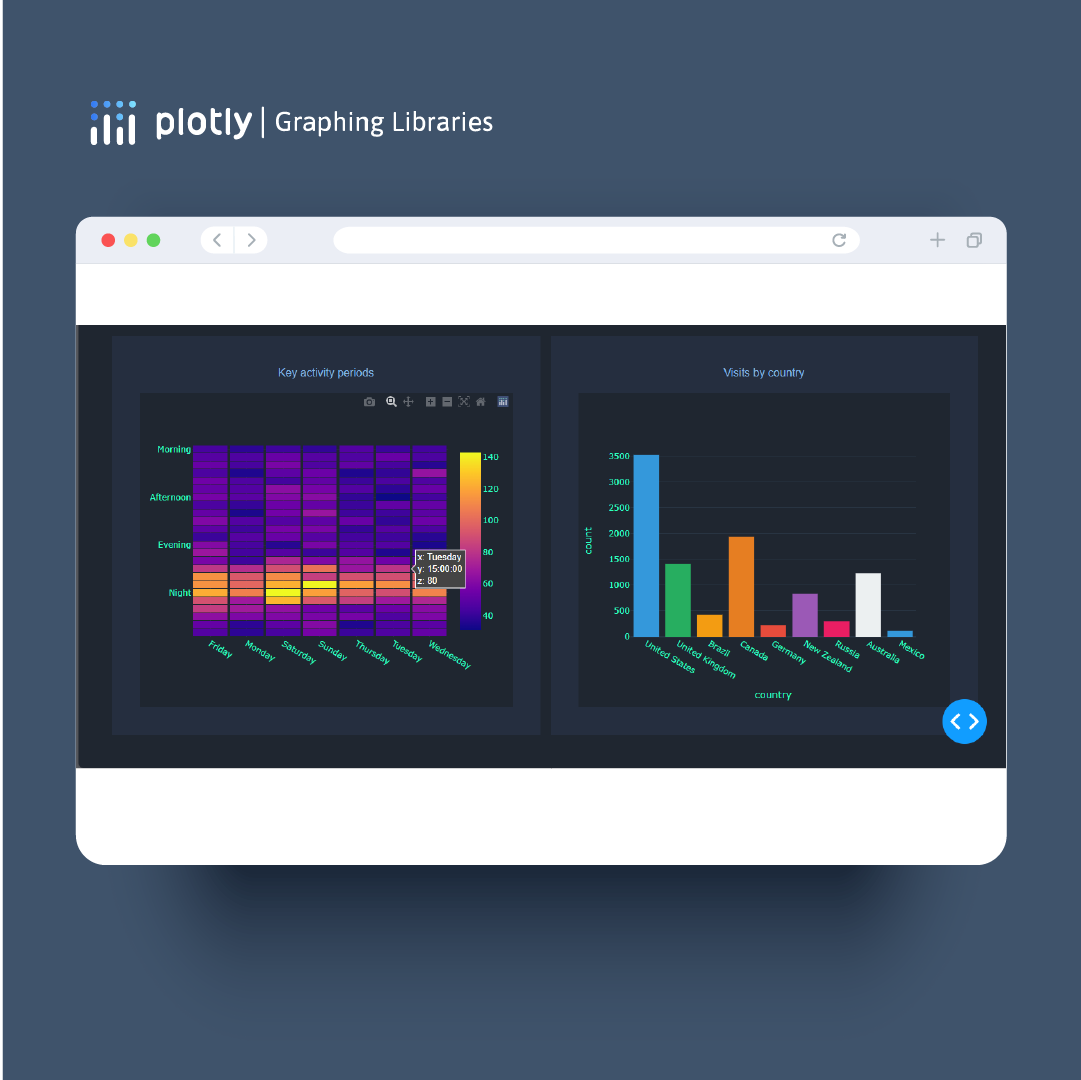 plotly | Graphing Libraries
Key activity periods
Morning
Afternoon
Evening
Night
Friday
Monday
Saturday
Sunday
Thursday
Tuesday
Wednesday
140
120
100
80
60
40
x: Tuesday
y: 15:00:00
z: 80
Visits by country
count
3500
3000
2500
2000
1500
1000
500
0
United States
United Kingdom
Brazil
Canada
Germany
New Zealand
Russia
Australia
Mexico
country